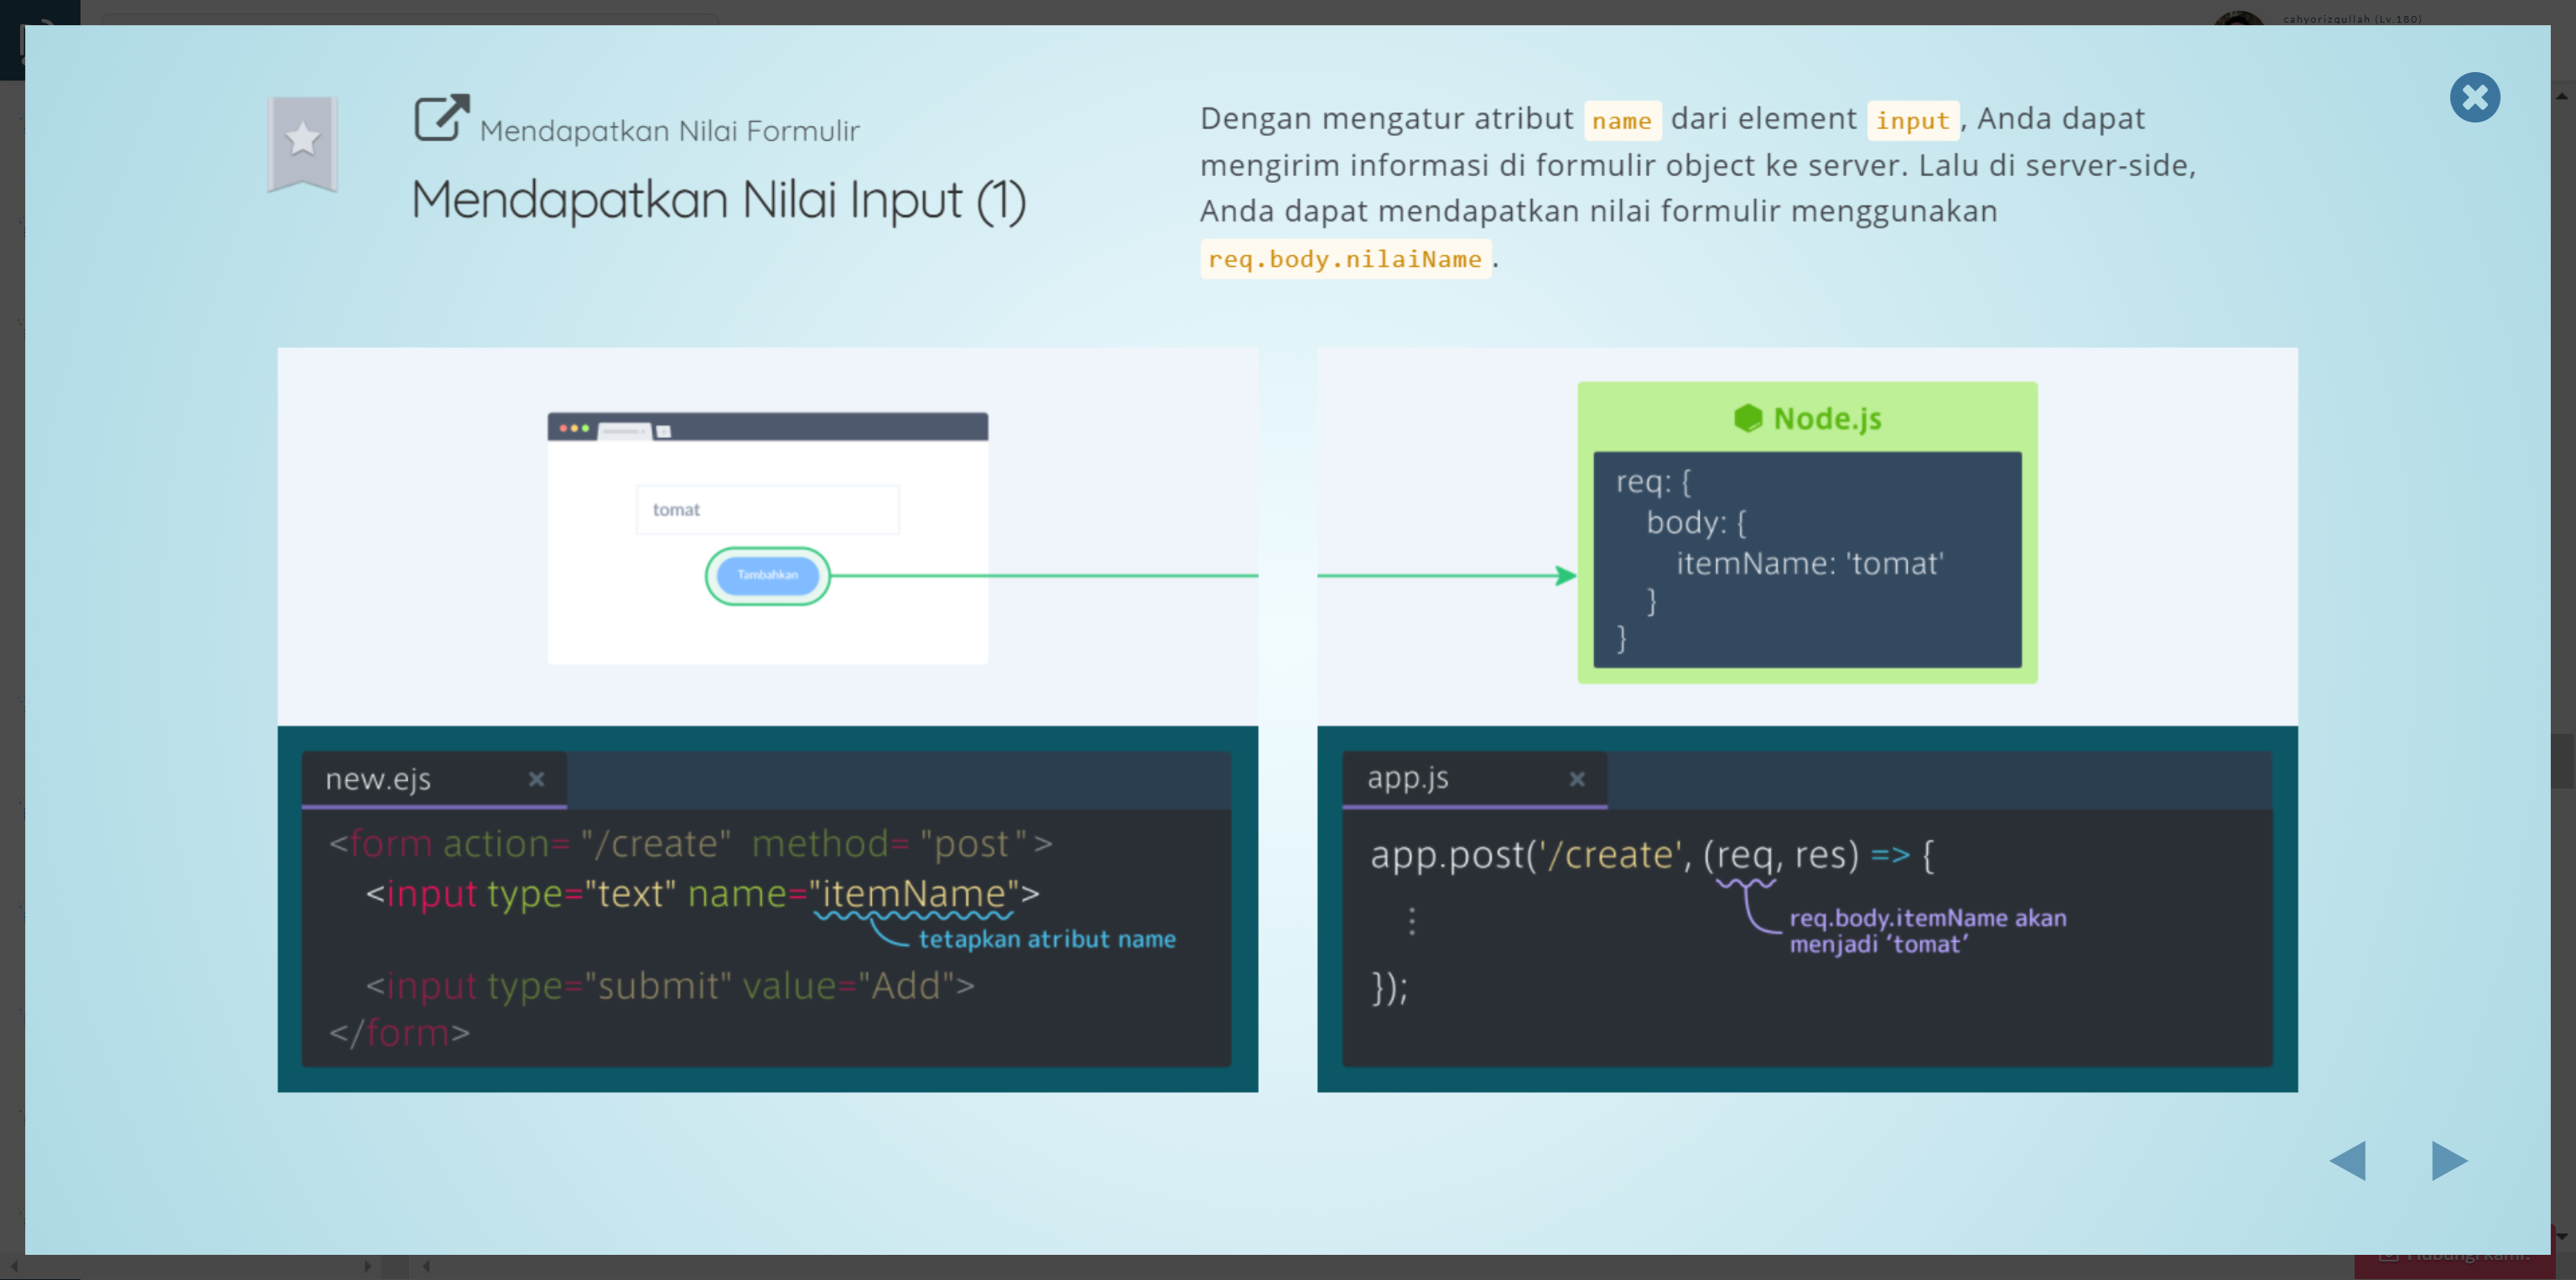 cahyorizqullah (Lv.180)
Mendapatkan Nilai Formulir
Mendapatkan Nilai Input (1)
Dengan mengatur atribut name dari element input, Anda dapat
mengirim informasi di formulir object ke server. Lalu di server-side,
Anda dapat mendapatkan nilai formulir menggunakan
req.body.nilaiName.
tomat
Tambahkan
Node.js
req: {
body: {
itemName: 'tomat'
}
}
new.ejs
<form action= "/create" method= "post">
<input type="text" name="itemName">
tetapkan atribut name
<input type="submit" value="Add">
</form>
app.js
app.post('/create', (req, res) => {
req.body.itemName akan
menjadi ‘tomat’
⋮
});
Hubungi kami!